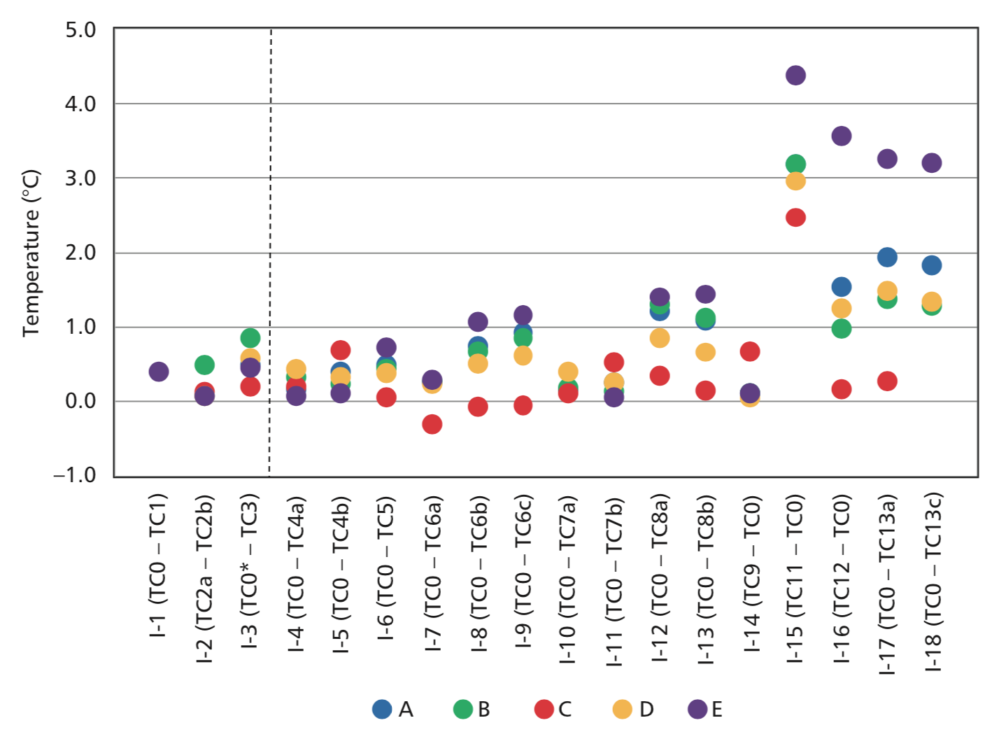 5.0
4.0
3.0
2.0
1.0
0.0
–1.0
Temperature (°C)
I-1 (TC0 – TC1)
I-2 (TC2a – TC2b)
I-3 (TC0* – TC3)
I-4 (TC0 – TC4a)
I-5 (TC0 – TC4b)
I-6 (TC0 – TC5)
I-7 (TC0 – TC6a)
I-8 (TC0 – TC6b)
I-9 (TC0 – TC6c)
I-10 (TC0 – TC7a)
I-11 (TC0 – TC7b)
I-12 (TC0 – TC8a)
I-13 (TC0 – TC8b)
I-14 (TC9 – TC0)
I-15 (TC11 – TC0)
I-16 (TC12 – TC0)
I-17 (TC0 – TC13a)
I-18 (TC0 – TC13c)
A B C D E